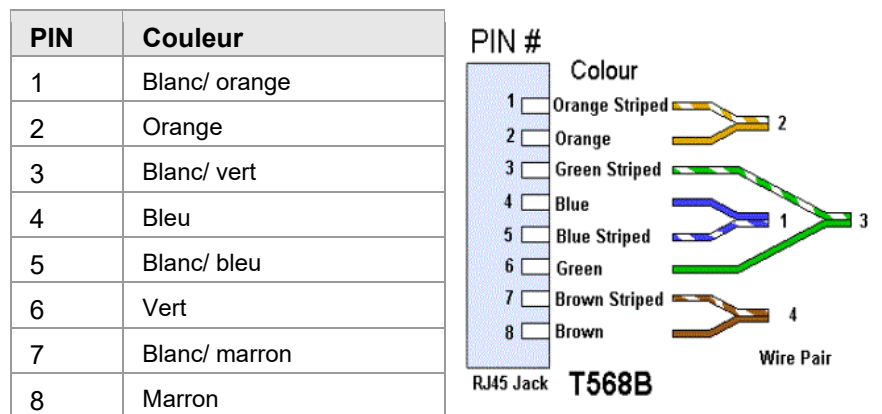 PIN Couleur
1 Blanc/ orange
2 Orange
3 Blanc/ vert
4 Bleu
5 Blanc/ bleu
6 Vert
7 Blanc/ marron
8 Marron
PIN #
Colour
1 Orange Striped
2 Orange
2
3 Green Striped
4 Blue
1
3
5 Blue Striped
6 Green
7 Brown Striped
4
8 Brown
Wire Pair
RJ45 Jack T568B